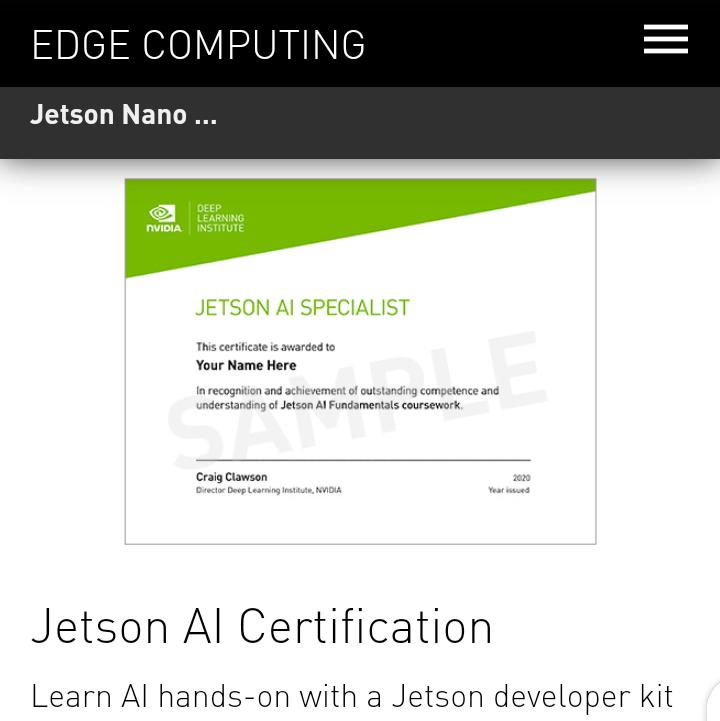 EDGE COMPUTING
Jetson Nano ...
NVIDIA
DEEP
LEARNING
INSTITUTE
JETSON AI SPECIALIST
This certificate is awarded to
Your Name Here
In recognition and achievement of outstanding competence and
understanding of Jetson AI Fundamentals coursework.
SAMPLE
Craig Clawson
2020
Director Deep Learning Institute, NVIDIA
Year issued
Jetson AI Certification
Learn AI hands-on with a Jetson developer kit